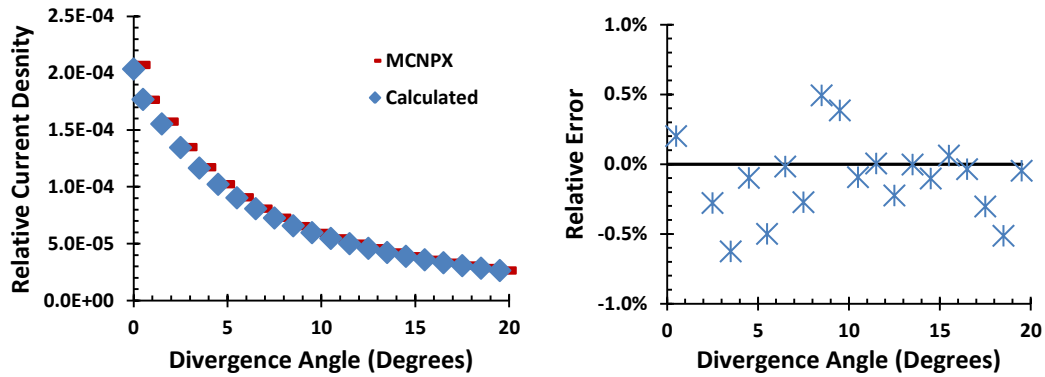 2.5E-04
2.0E-04
1.5E-04
1.0E-04
5.0E-05
0.0E+00
Relative Current Desnity
MCNPX
Calculated
0 5 10 15 20
Divergence Angle (Degrees)
1.0%
0.5%
0.0%
-0.5%
-1.0%
Relative Error
0 5 10 15 20
Divergence Angle (Degrees)